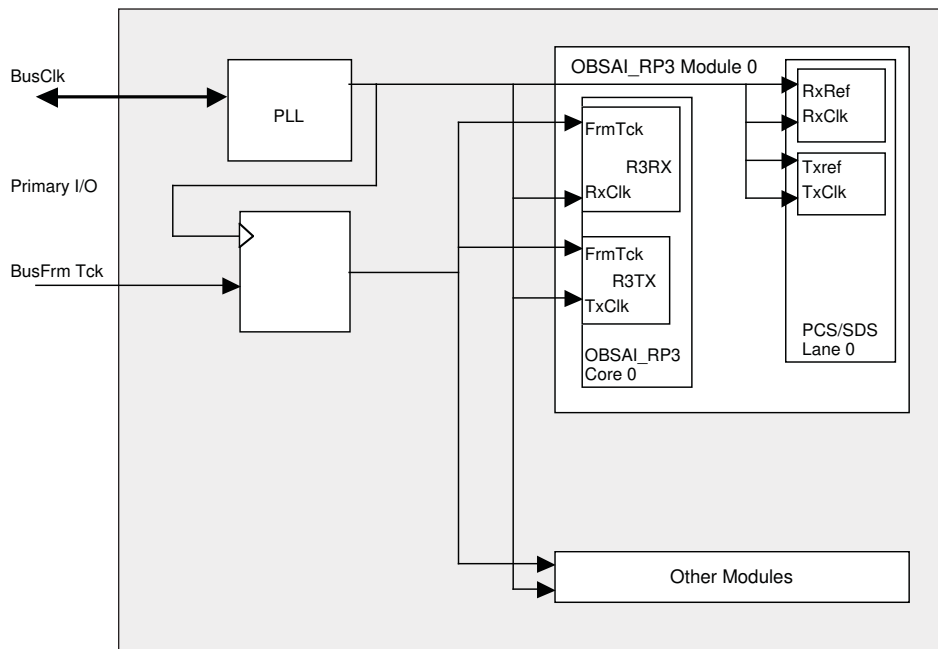 BusClk
Primary I/O
BusFrm Tck
PLL
OBSAI_RP3 Module 0
FrmTck
R3RX
RxClk
FrmTck
R3TX
TxClk
OBSAI_RP3
Core 0
RxRef
RxClk
Txref
TxClk
PCS/SDS
Lane 0
Other Modules